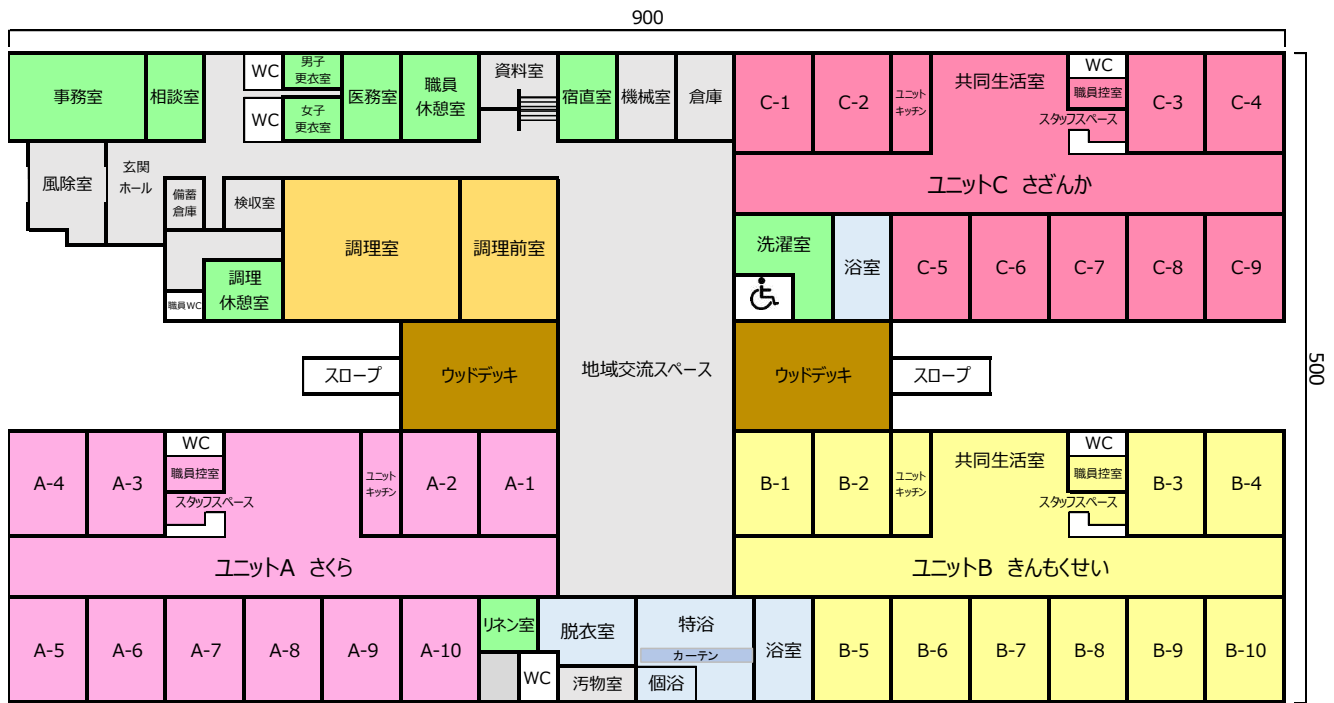 900
500
事務室
相談室
WC
WC
男子
更衣室
女子
更衣室
医務室
職員
休憩室
資料室
宿直室
機械室
倉庫
C-1
C-2
ユニット
キッチン
共同生活室
WC
職員控室
スタッフスペース
C-3
C-4
風除室
玄関
ホール
備蓄
倉庫
検収室
調理室
調理前室
ユニットC さざんか
調理
休憩室
職員WC
洗濯室
浴室
C-5
C-6
C-7
C-8
C-9
スロープ
ウッドデッキ
地域交流スペース
ウッドデッキ
スロープ
A-4
A-3
WC
職員控室
スタッフスペース
ユニット
キッチン
A-2
A-1
B-1
B-2
ユニット
キッチン
共同生活室
WC
職員控室
スタッフスペース
B-3
B-4
ユニットA さくら
ユニットB きんもくせい
A-5
A-6
A-7
A-8
A-9
A-10
リネン室
WC
脱衣室
汚物室
特浴
カーテン
個浴
浴室
B-5
B-6
B-7
B-8
B-9
B-10